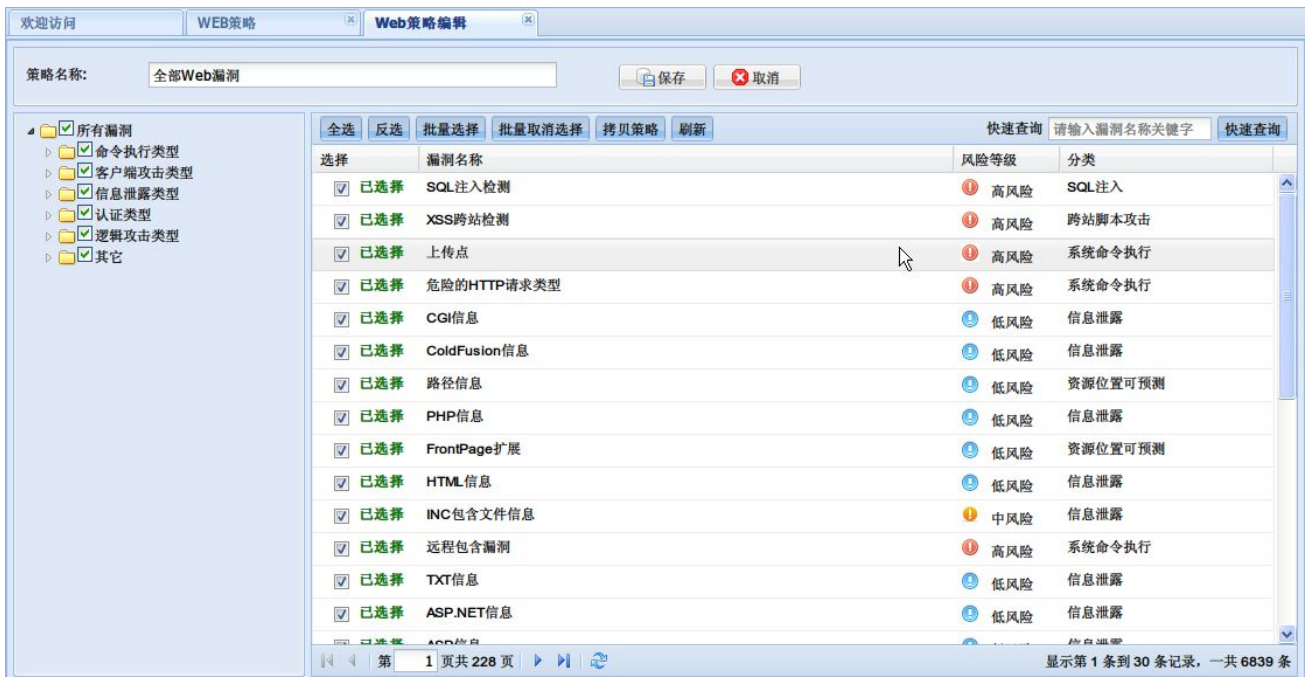 欢迎访问 WEB策略 Web策略编辑
策略名称: 全部Web漏洞 保存 取消
所有漏洞
命令执行类型
客户端攻击类型
信息泄露类型
认证类型
逻辑攻击类型
其它
全选 反选 批量选择 批量取消选择 拷贝策略 刷新 快速查询 请输入漏洞名称关键字 快速查询
选择 漏洞名称 风险等级 分类
已选择 SQL注入检测 高风险 SQL注入
已选择 XSS跨站检测 高风险 跨站脚本攻击
已选择 上传点 高风险 系统命令执行
已选择 危险的HTTP请求类型 高风险 系统命令执行
已选择 CGI信息 低风险 信息泄露
已选择 ColdFusion信息 低风险 信息泄露
已选择 路径信息 低风险 资源位置可预测
已选择 PHP信息 低风险 信息泄露
已选择 FrontPage扩展 低风险 资源位置可预测
已选择 HTML信息 低风险 信息泄露
已选择 INC包含文件信息 中风险 信息泄露
已选择 远程包含漏洞 高风险 系统命令执行
已选择 TXT信息 低风险 信息泄露
已选择 ASP.NET信息 低风险 信息泄露
已选择 ASP信息 信息泄露
第 1 页共 228 页 显示第 1 条到 30 条记录，一共 6839 条